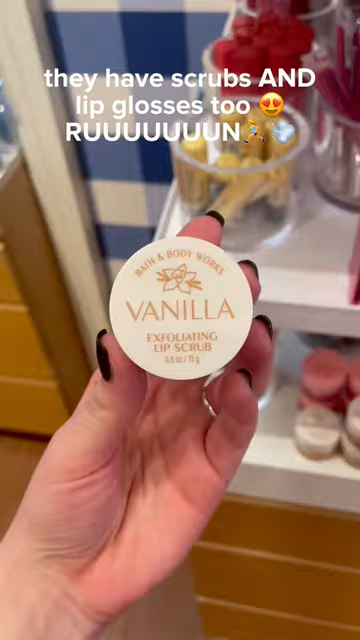 they have scrubs AND
lip glosses too 😍
RUUUUUUUN🏃💨
BATH & BODY WORKS
VANILLA
EXFOLIATING
LIP SCRUB
0.5 oz / 15 g